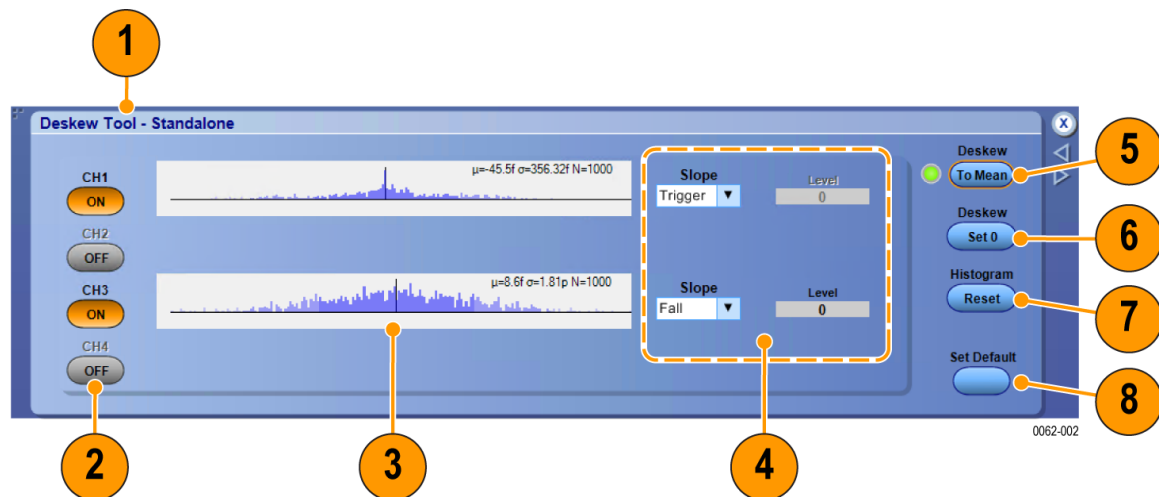 1
Deskew Tool - Standalone
X
CH1
ON
μ=-45.5f σ=356.32f N=1000
Slope
Trigger
Level
0
Deskew
To Mean
5
CH2
OFF
Deskew
Set 0
6
CH3
ON
μ=8.6f σ=1.81p N=1000
Slope
Fall
Level
0
Histogram
Reset
7
CH4
OFF
Set Default
8
0062-002
2
3
4